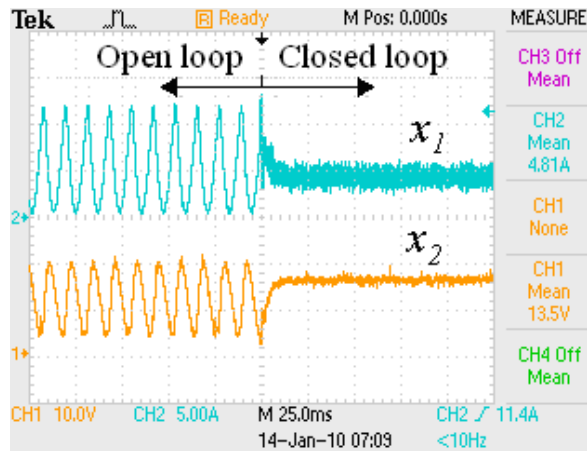 Tek R Ready M Pos: 0.000s MEASURE
Open loop Closed loop
CH3 Off
Mean
x1
CH2
Mean
4.81A
2
CH1
None
x2
CH1
Mean
13.5V
1
CH4 Off
Mean
CH1 10.0V CH2 5.00A M 25.0ms CH2 / 11.4A
14-Jan-10 07:09 <10Hz